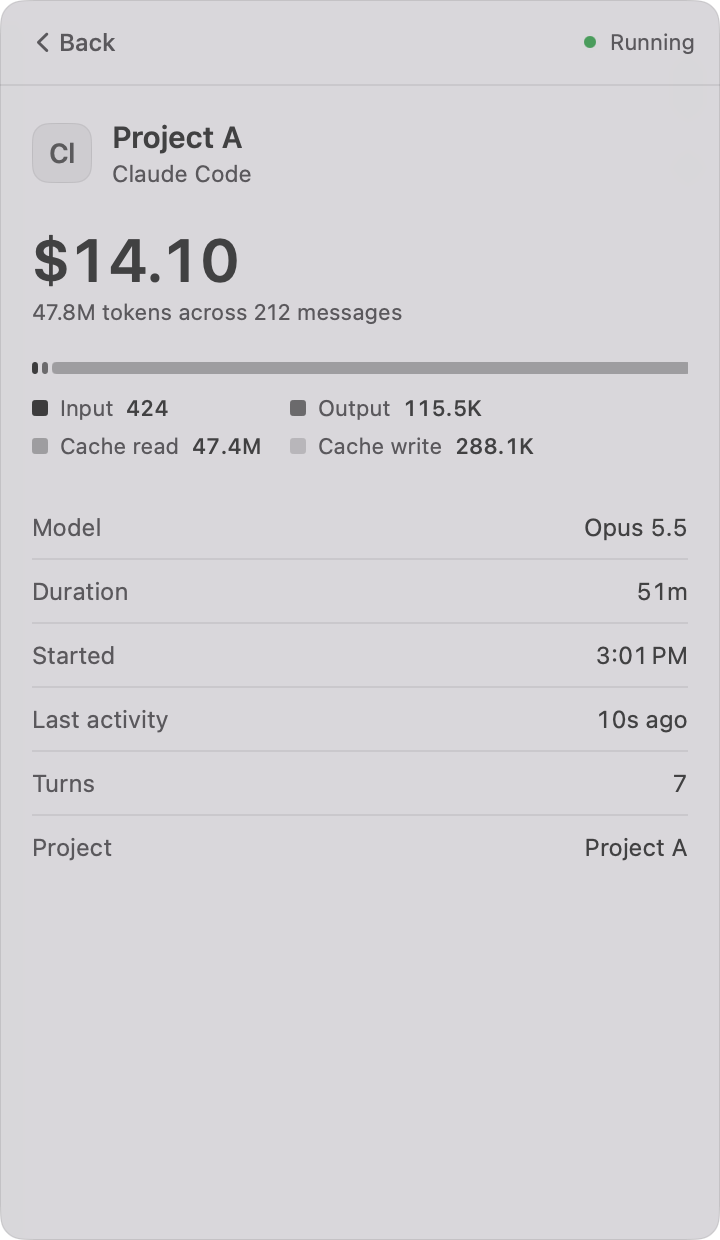 Back
Running
Cl
Project A
Claude Code
$14.10
47.8M tokens across 212 messages
Input 424
Output 115.5K
Cache read 47.4M
Cache write 288.1K
Model Opus 5.5
Duration 51m
Started 3:01 PM
Last activity 10s ago
Turns 7
Project Project A